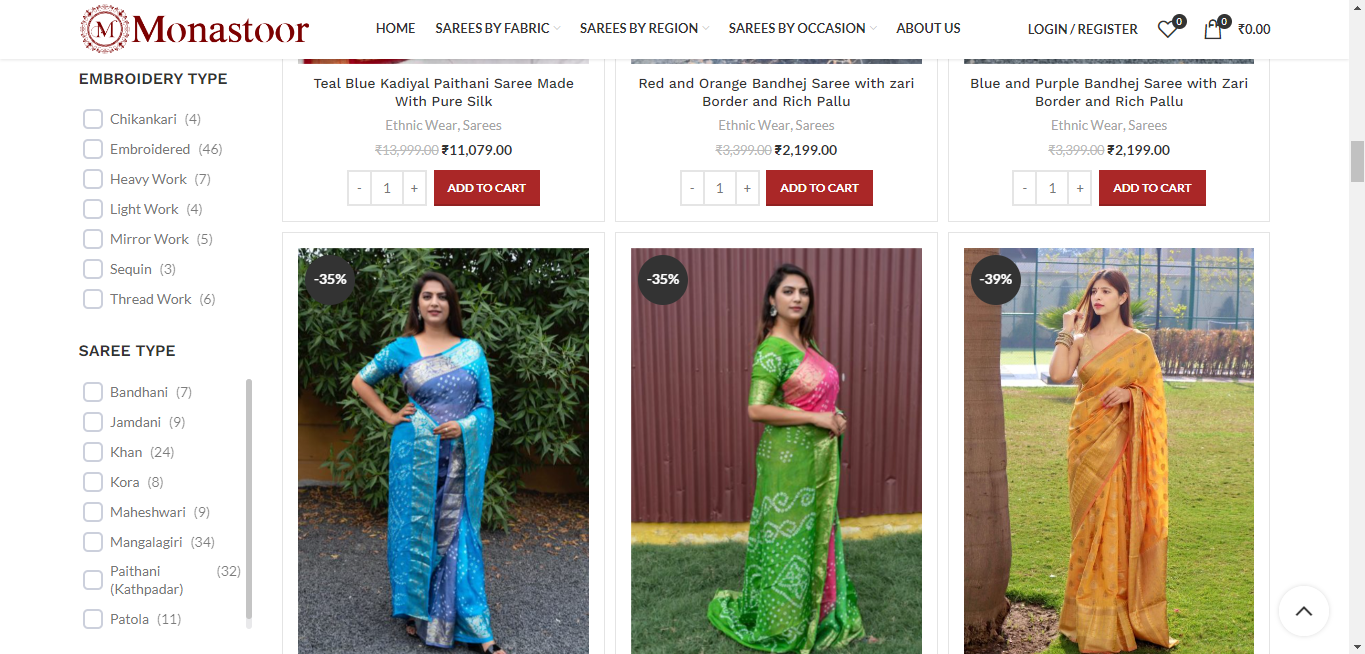 Monastoor
HOME
SAREES BY FABRIC
SAREES BY REGION
SAREES BY OCCASION
ABOUT US
LOGIN / REGISTER
0
0
₹0.00
EMBROIDERY TYPE
Chikankari (4)
Embroidered (46)
Heavy Work (7)
Light Work (4)
Mirror Work (5)
Sequin (3)
Thread Work (6)
SAREE TYPE
Bandhani (7)
Jamdani (9)
Khan (24)
Kora (8)
Maheshwari (9)
Mangalagiri (34)
Paithani (32)
(Kathpadar)
Patola (11)
Teal Blue Kadiyal Paithani Saree Made
With Pure Silk
Ethnic Wear, Sarees
₹13,999.00 ₹11,079.00
- 1 + ADD TO CART
Red and Orange Bandhej Saree with zari
Border and Rich Pallu
Ethnic Wear, Sarees
₹3,399.00 ₹2,199.00
- 1 + ADD TO CART
Blue and Purple Bandhej Saree with Zari
Border and Rich Pallu
Ethnic Wear, Sarees
₹3,399.00 ₹2,199.00
- 1 + ADD TO CART
-35%
-35%
-39%